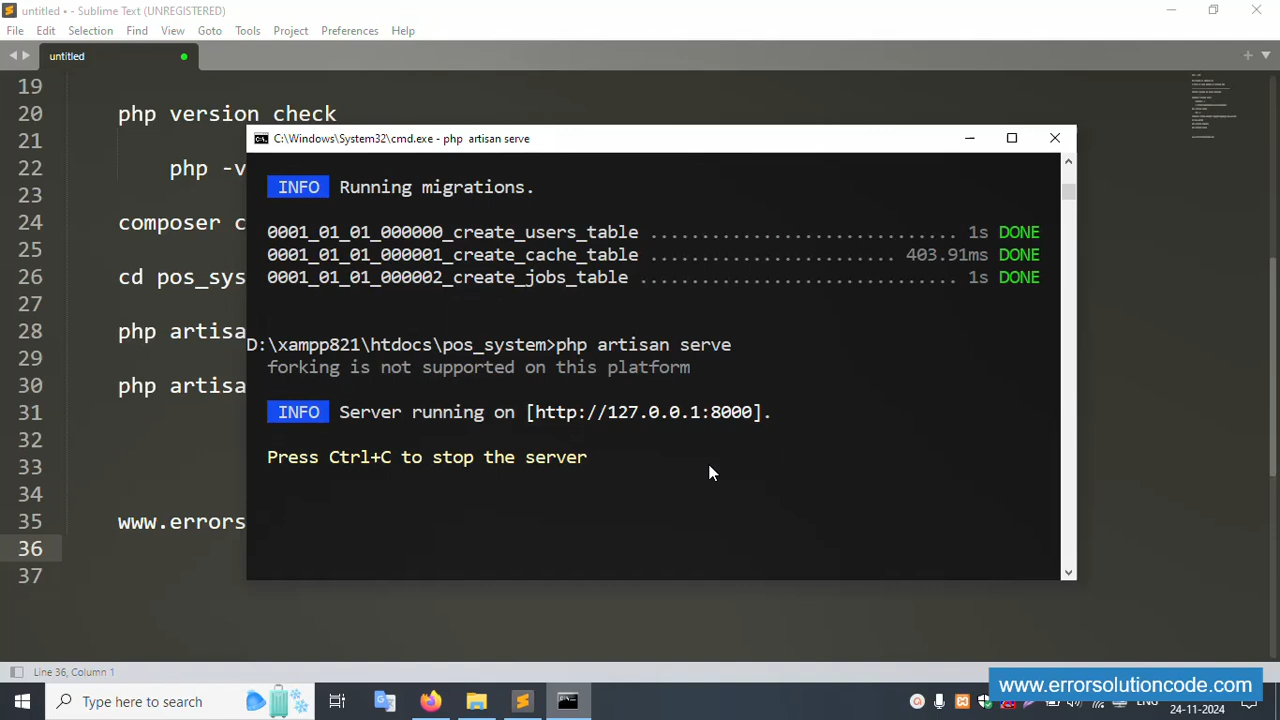 untitled • - Sublime Text (UNREGISTERED)
File Edit Selection Find View Goto Tools Project Preferences Help
untitled
19
20 php version check
21
22 php -v
23
24 composer c
25
26 cd pos_sys
27
28 php artisa
29
30 php artisa
31
32
33
34
35 www.errors
36
37
C:\Windows\System32\cmd.exe - php artisan serve
INFO Running migrations.
0001_01_01_000000_create_users_table .............................. 1s DONE
0001_01_01_000001_create_cache_table ........................ 403.91ms DONE
0001_01_01_000002_create_jobs_table ............................... 1s DONE
D:\xampp821\htdocs\pos_system>php artisan serve
forking is not supported on this platform
INFO Server running on [http://127.0.0.1:8000].
Press Ctrl+C to stop the server
Line 36, Column 1
Type here to search
www.errorsolutioncode.com
24-11-2024